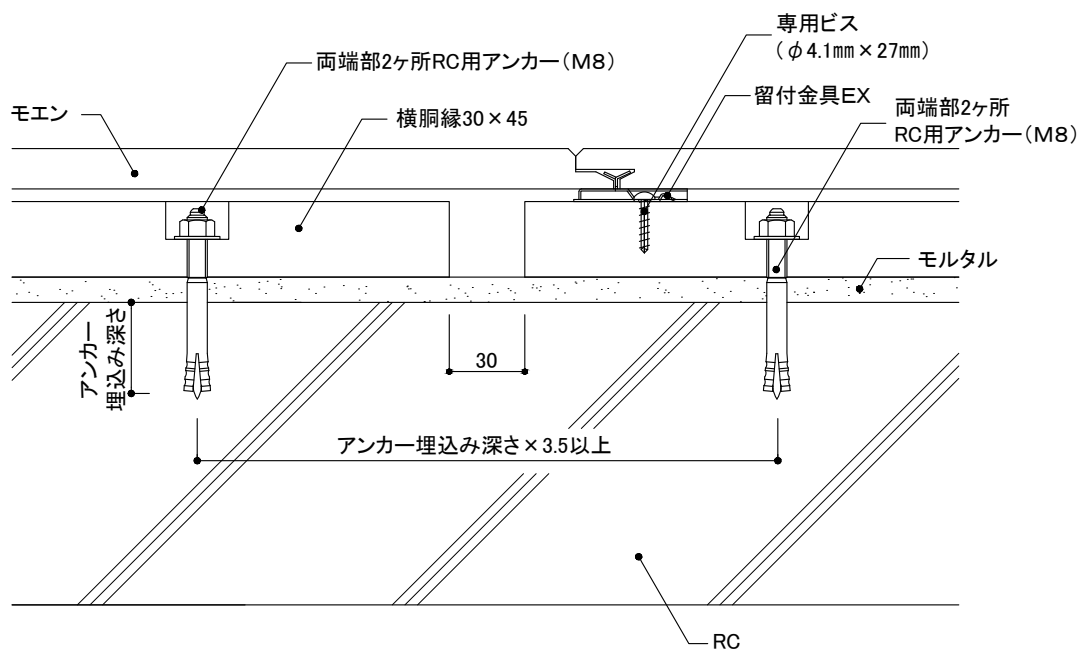 専用ビス
（φ4.1mm×27mm）
両端部2ヶ所RC用アンカー（M8）
留付金具EX
両端部2ヶ所
RC用アンカー（M8）
モエン
横胴縁30×45
モルタル
アンカー
埋込み深さ
30
アンカー埋込み深さ×3.5以上
RC